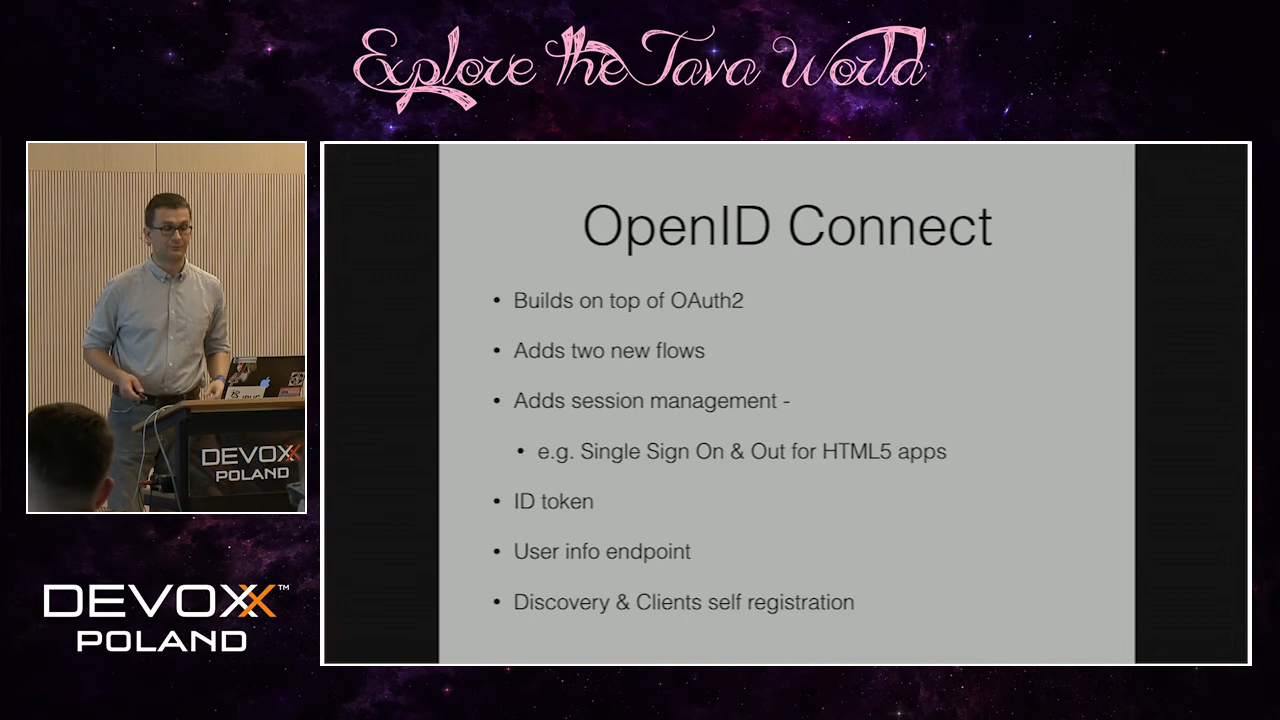 Explore the Java World
OpenID Connect
• Builds on top of OAuth2
• Adds two new flows
• Adds session management -
• e.g. Single Sign On & Out for HTML5 apps
• ID token
• User info endpoint
• Discovery & Clients self registration
DEVOXX
POLAND
DEVOXX™
POLAND